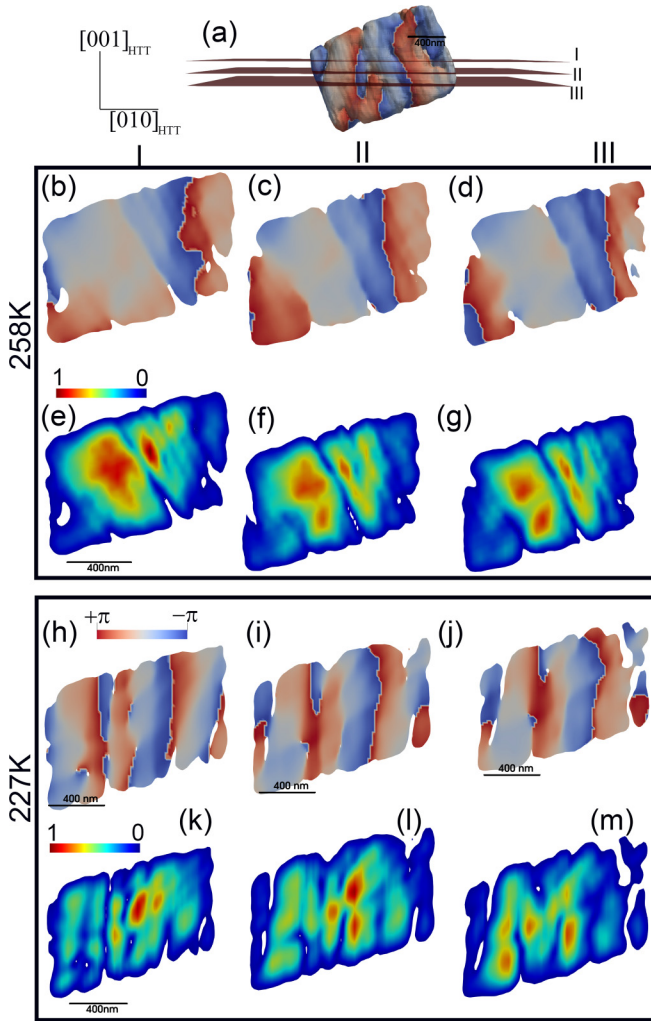 (a)
[001]HTT
[010]HTT
400nm
I
II
III
I II III
258K
(b) (c) (d)
1 0
(e) (f) (g)
400nm
227K
+π −π
(h) (i) (j)
400 nm 400 nm 400 nm
1 0
(k) (l) (m)
400nm